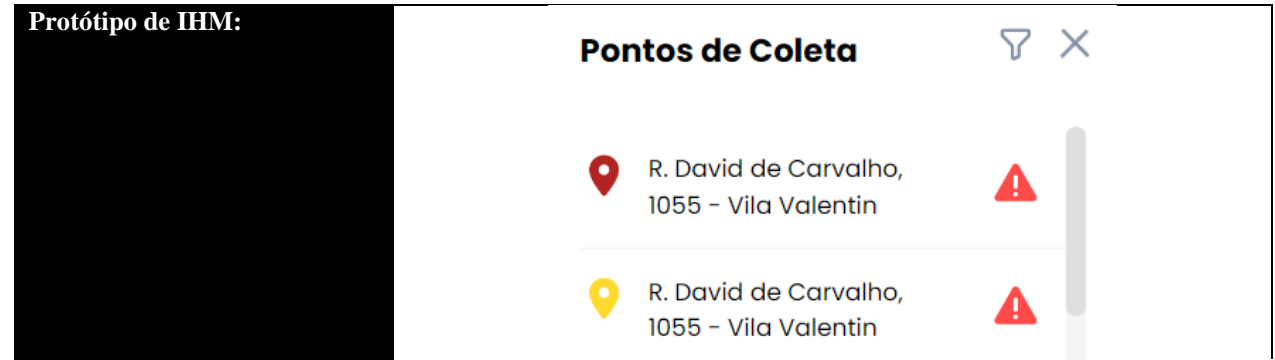 Protótipo de IHM:
Pontos de Coleta
R. David de Carvalho,
1055 - Vila Valentin
R. David de Carvalho,
1055 - Vila Valentin